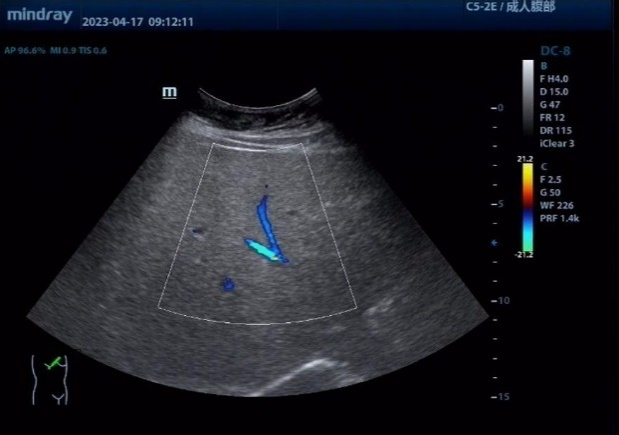 mindray
2023-04-17 09:12:11
C5-2E / 成人腹部
AP 96.6% MI 0.9 TIS 0.6
DC-8
B
F H4.0
D 15.0
G 47
FR 12
DR 115
iClear 3
21.2
C
F 2.5
G 50
WF 226
PRF 1.4k
-21.2
m
0
5
10
15